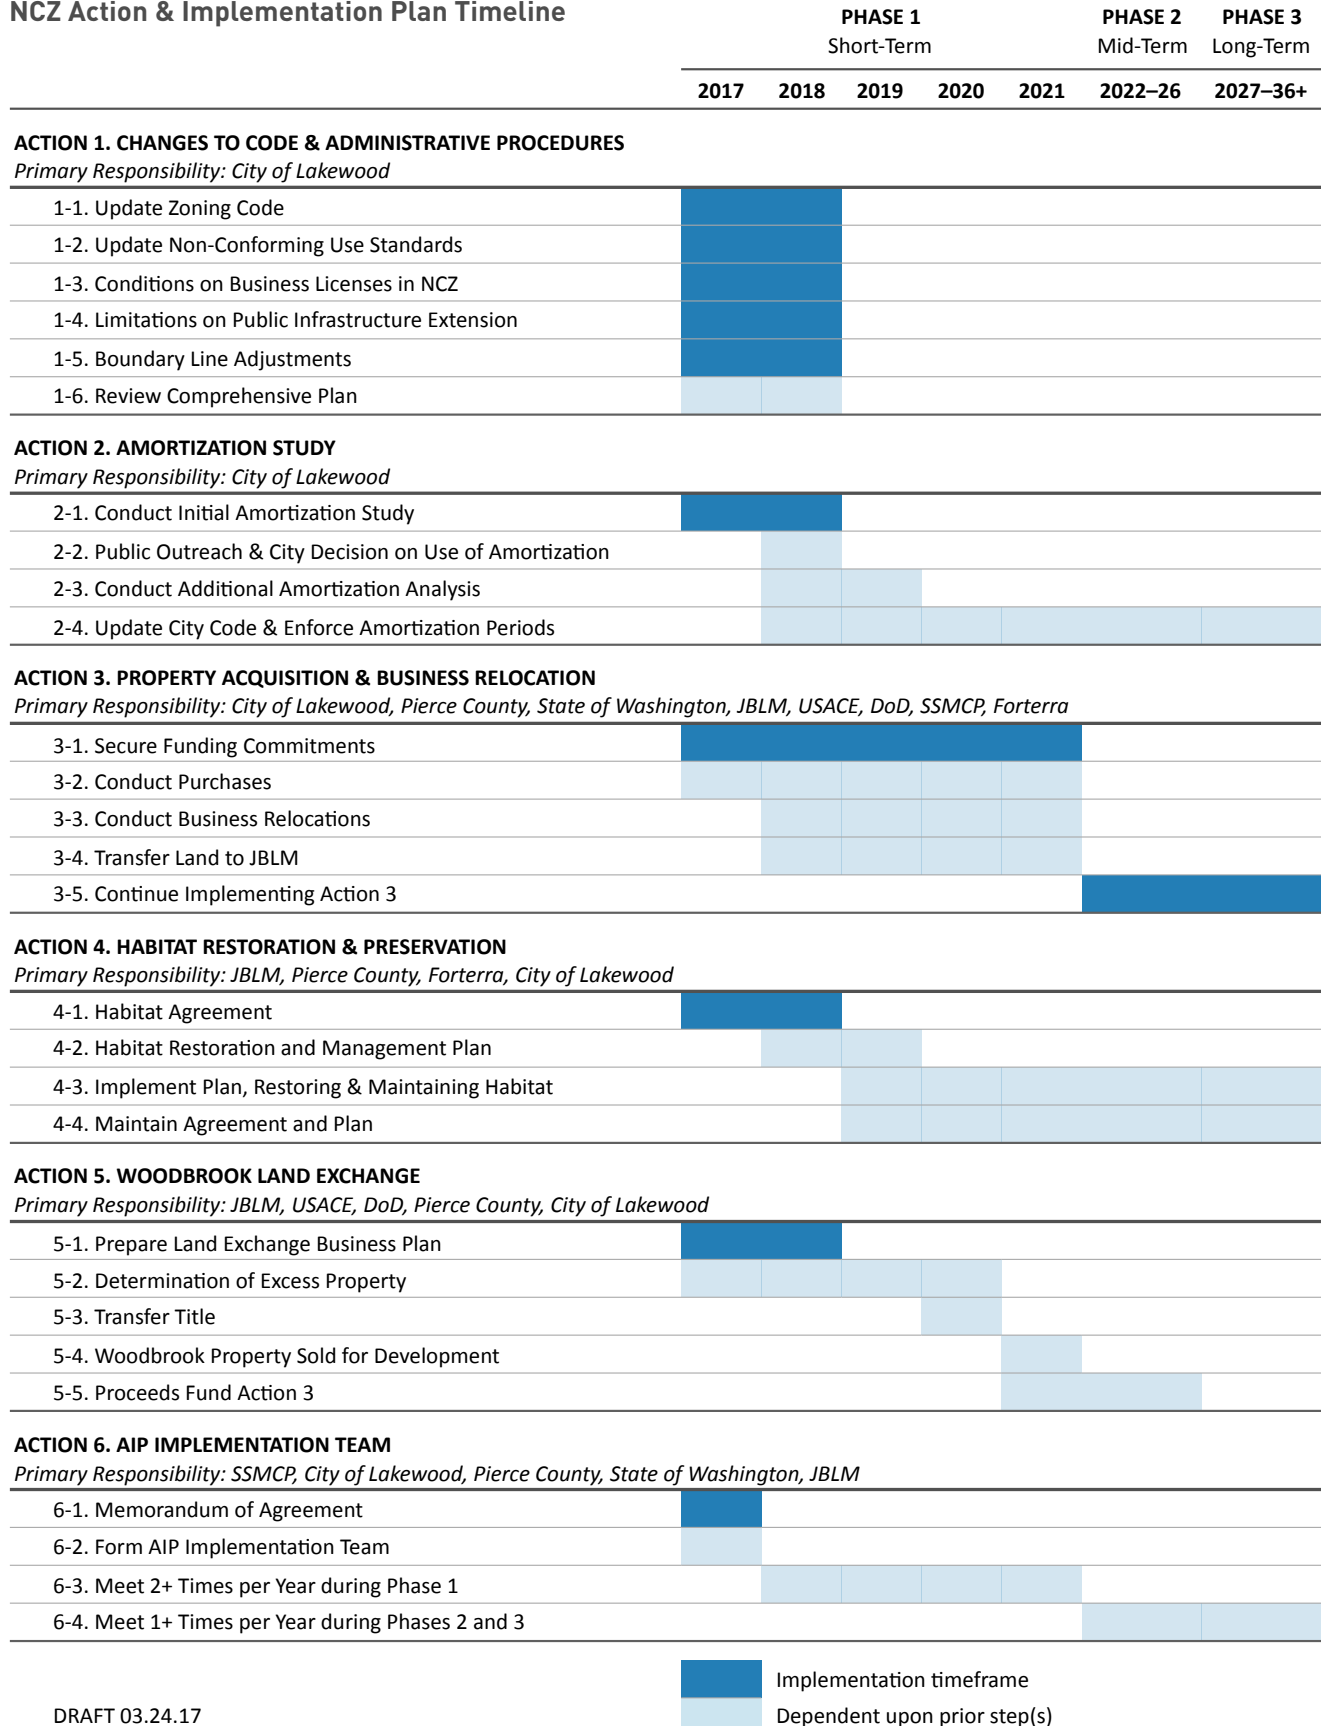 NCZ Action & Implementation Plan Timeline
PHASE 1 PHASE 2 PHASE 3
Short-Term Mid-Term Long-Term
2017 2018 2019 2020 2021 2022–26 2027–36+
ACTION 1. CHANGES TO CODE & ADMINISTRATIVE PROCEDURES
Primary Responsibility: City of Lakewood
1-1. Update Zoning Code
1-2. Update Non-Conforming Use Standards
1-3. Conditions on Business Licenses in NCZ
1-4. Limitations on Public Infrastructure Extension
1-5. Boundary Line Adjustments
1-6. Review Comprehensive Plan
ACTION 2. AMORTIZATION STUDY
Primary Responsibility: City of Lakewood
2-1. Conduct Initial Amortization Study
2-2. Public Outreach & City Decision on Use of Amortization
2-3. Conduct Additional Amortization Analysis
2-4. Update City Code & Enforce Amortization Periods
ACTION 3. PROPERTY ACQUISITION & BUSINESS RELOCATION
Primary Responsibility: City of Lakewood, Pierce County, State of Washington, JBLM, USACE, DoD, SSMCP, Forterra
3-1. Secure Funding Commitments
3-2. Conduct Purchases
3-3. Conduct Business Relocations
3-4. Transfer Land to JBLM
3-5. Continue Implementing Action 3
ACTION 4. HABITAT RESTORATION & PRESERVATION
Primary Responsibility: JBLM, Pierce County, Forterra, City of Lakewood
4-1. Habitat Agreement
4-2. Habitat Restoration and Management Plan
4-3. Implement Plan, Restoring & Maintaining Habitat
4-4. Maintain Agreement and Plan
ACTION 5. WOODBROOK LAND EXCHANGE
Primary Responsibility: JBLM, USACE, DoD, Pierce County, City of Lakewood
5-1. Prepare Land Exchange Business Plan
5-2. Determination of Excess Property
5-3. Transfer Title
5-4. Woodbrook Property Sold for Development
5-5. Proceeds Fund Action 3
ACTION 6. AIP IMPLEMENTATION TEAM
Primary Responsibility: SSMCP, City of Lakewood, Pierce County, State of Washington, JBLM
6-1. Memorandum of Agreement
6-2. Form AIP Implementation Team
6-3. Meet 2+ Times per Year during Phase 1
6-4. Meet 1+ Times per Year during Phases 2 and 3
Implementation timeframe
DRAFT 03.24.17 Dependent upon prior step(s)